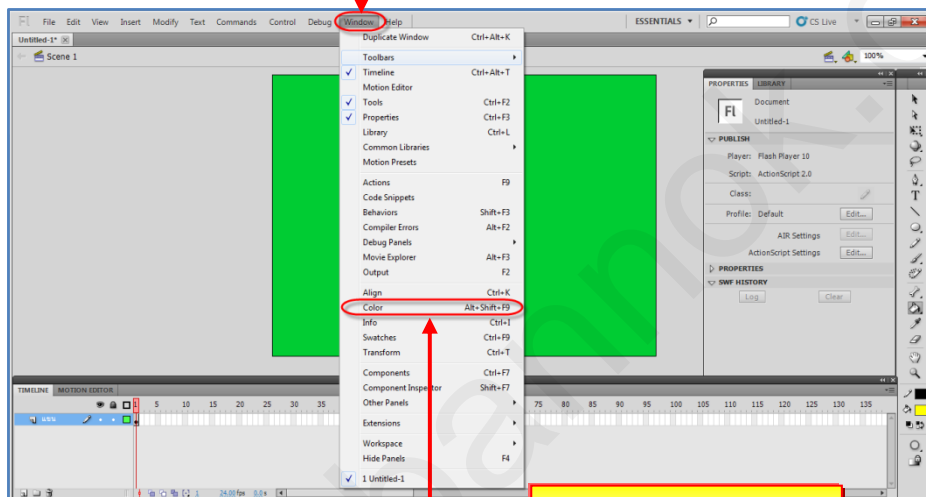 Fl File Edit View Insert Modify Text Commands Control Debug Window Help ESSENTIALS CS Live
Untitled-1*
Scene 1 100%
Duplicate Window Ctrl+Alt+K
Toolbars
Timeline Ctrl+Alt+T
Motion Editor
Tools Ctrl+F2
Properties Ctrl+F3
Library Ctrl+L
Common Libraries
Motion Presets
Actions F9
Code Snippets
Behaviors Shift+F3
Compiler Errors Alt+F2
Debug Panels
Movie Explorer Alt+F3
Output F2
Align Ctrl+K
Color Alt+Shift+F9
Info Ctrl+I
Swatches Ctrl+F9
Transform Ctrl+T
Components Ctrl+F7
Component Inspector Shift+F7
Other Panels
Extensions
Workspace
Hide Panels F4
1 Untitled-1
PROPERTIES LIBRARY
Fl Document
Untitled-1
PUBLISH
Player: Flash Player 10
Script: ActionScript 2.0
Class:
Profile: Default Edit...
AIR Settings Edit...
ActionScript Settings Edit...
PROPERTIES
SWF HISTORY
Log Clear
TIMELINE MOTION EDITOR
1 5 10 15 20 25 30 35 75 80 85 90 95 100 105 110 115 120 125 130 135
1 24.00 fps 0.0 s